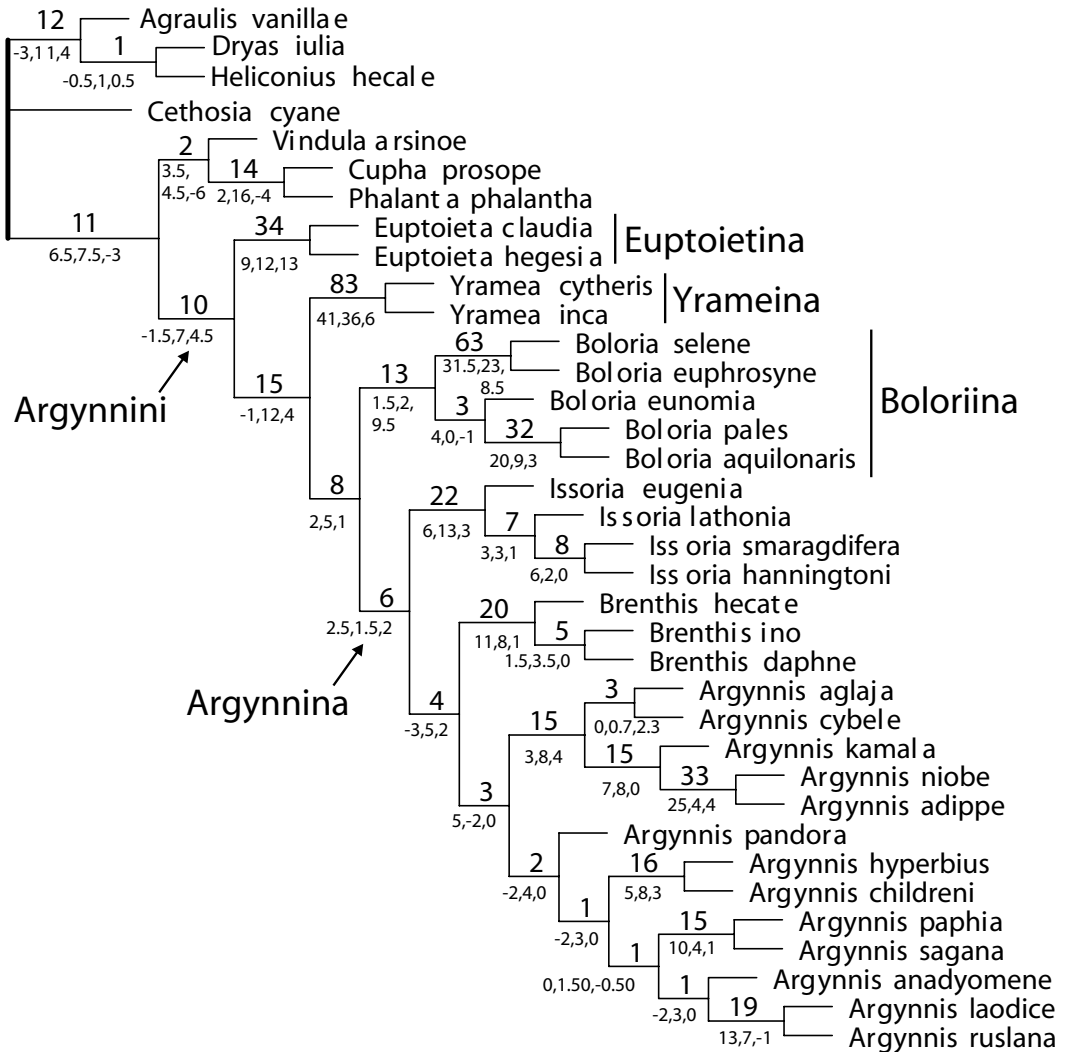 12
Agraulis vanillae
-3,11,4
1
Dryas iulia
-0.5,1,0.5
Heliconius hecale
Cethosia cyane
2
Vindula arsinoe
3.5,
4.5,-6
14
Cupha prosope
2,16,-4
Phalanta phalantha
11
6.5,7.5,-3
34
Euptoieta claudia
9,12,13
Euptoieta hegesia
Euptoietina
10
-1.5,7,4.5
Argynnini
83
Yramea cytheris
41,36,6
Yramea inca
Yrameina
15
-1,12,4
63
Boloria selene
31.5,23,
8.5
Boloria euphrosyne
13
1.5,2,
9.5
3
Boloria eunomia
4,0,-1
32
Boloria pales
20,9,3
Boloria aquilonaris
Boloriina
8
2,5,1
22
Issoria eugenia
6,13,3
7
Issoria lathonia
3,3,1
8
Issoria smaragdifera
6,2,0
Issoria hanningtoni
6
2.5,1.5,2
Argynnina
20
Brenthis hecate
11,8,1
5
Brenthis ino
1.5,3.5,0
Brenthis daphne
4
-3,5,2
3
Argynnis aglaja
0,0.7,2.3
Argynnis cybele
15
3,8,4
15
Argynnis kamala
7,8,0
33
Argynnis niobe
25,4,4
Argynnis adippe
3
5,-2,0
Argynnis pandora
2
-2,4,0
16
Argynnis hyperbius
5,8,3
Argynnis childreni
1
-2,3,0
15
Argynnis paphia
10,4,1
Argynnis sagana
1
0,1.50,-0.50
1
Argynnis anadyomene
-2,3,0
19
Argynnis laodice
13,7,-1
Argynnis ruslana